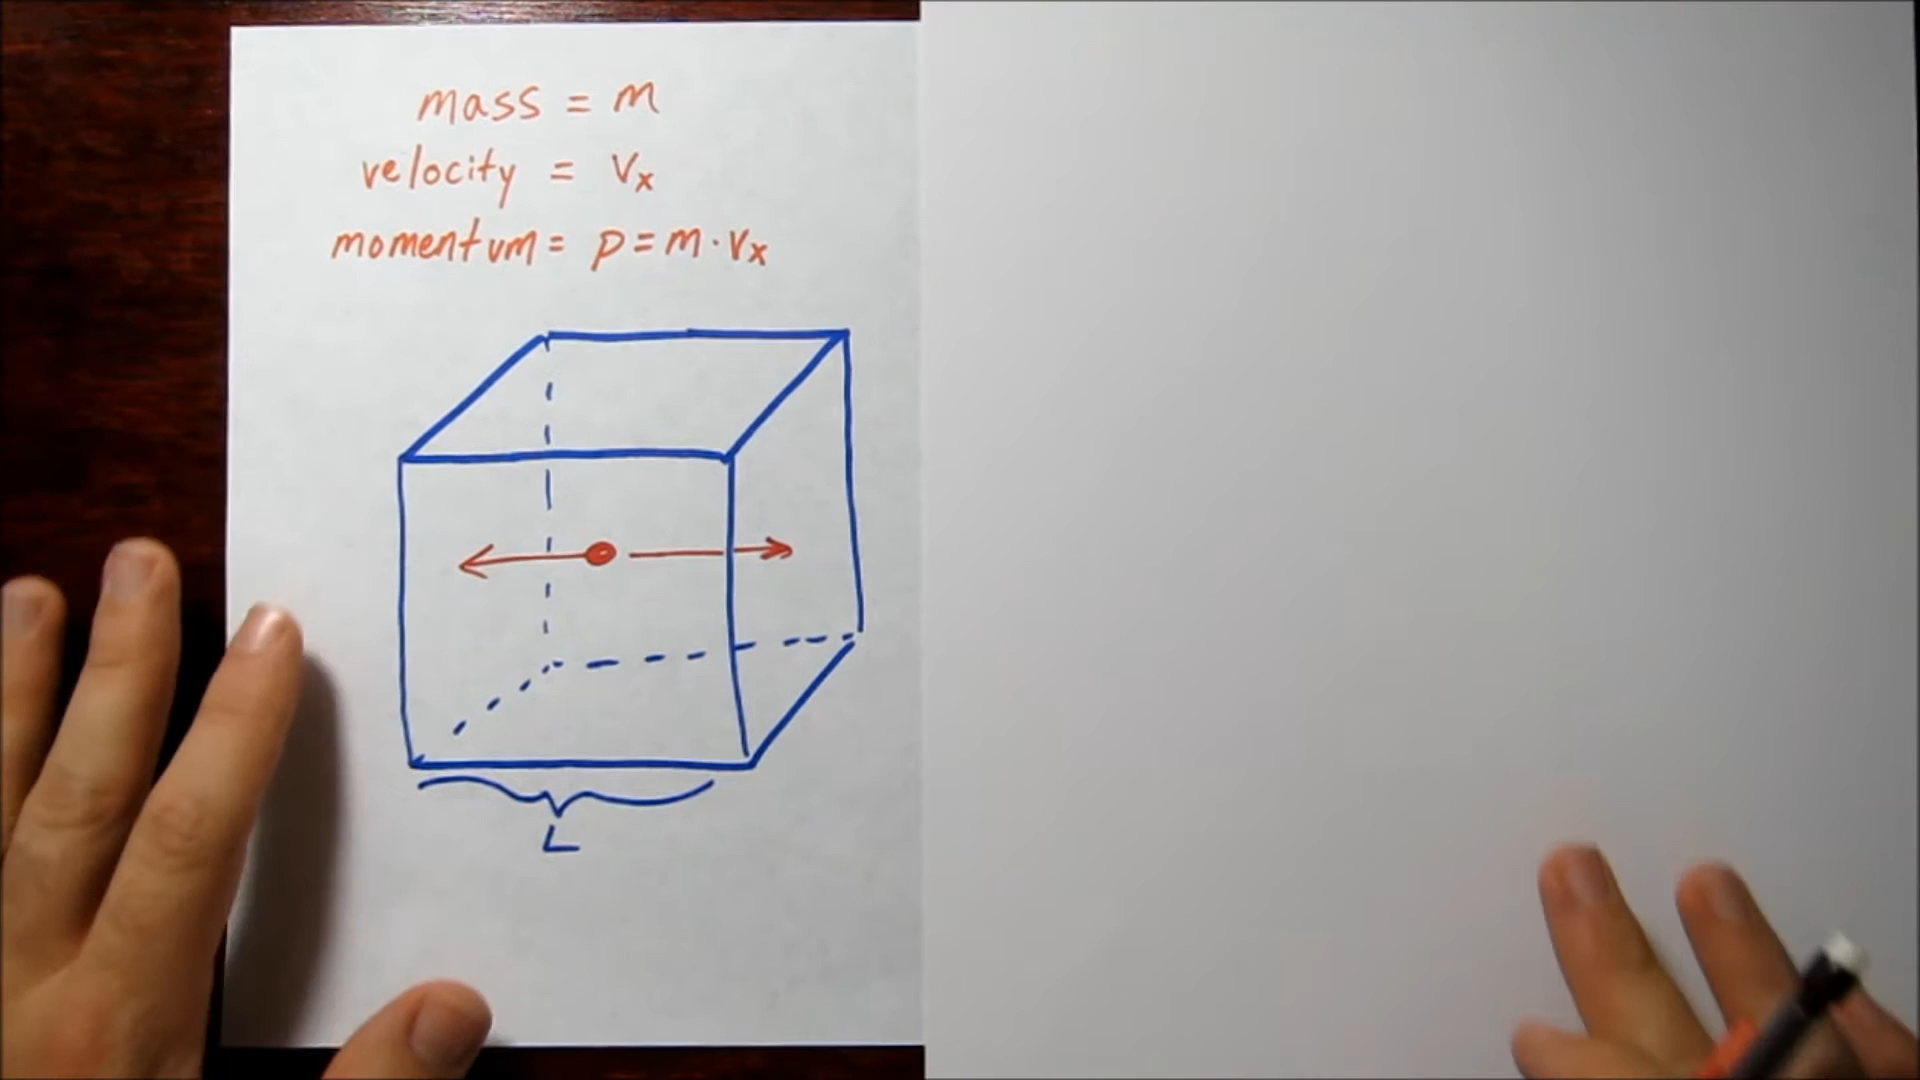 mass = m
velocity = vx
momentum = p = m · vx
L